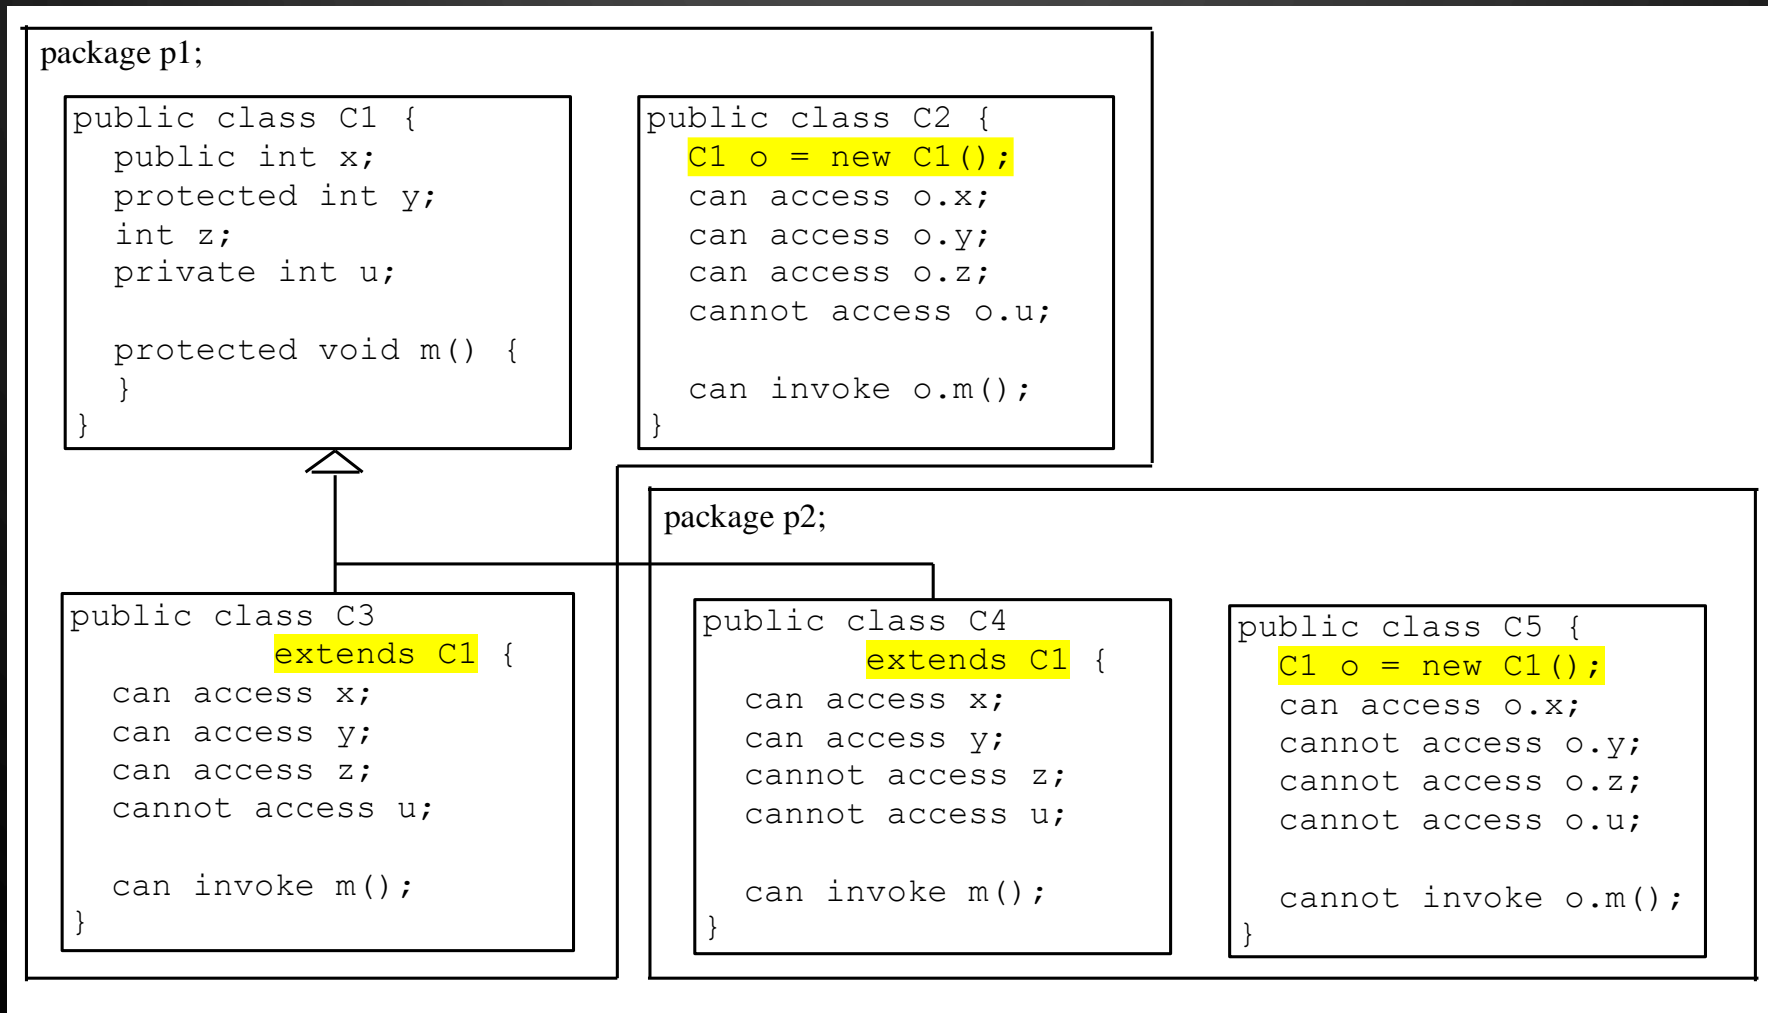 package p1;
public class C1 {
public int x;
protected int y;
int z;
private int u;
protected void m() {
}
}
public class C2 {
C1 o = new C1();
can access o.x;
can access o.y;
can access o.z;
cannot access o.u;
can invoke o.m();
}
public class C3
extends C1 {
can access x;
can access y;
can access z;
cannot access u;
can invoke m();
}
package p2;
public class C4
extends C1 {
can access x;
can access y;
cannot access z;
cannot access u;
can invoke m();
}
public class C5 {
C1 o = new C1();
can access o.x;
cannot access o.y;
cannot access o.z;
cannot access o.u;
cannot invoke o.m();
}